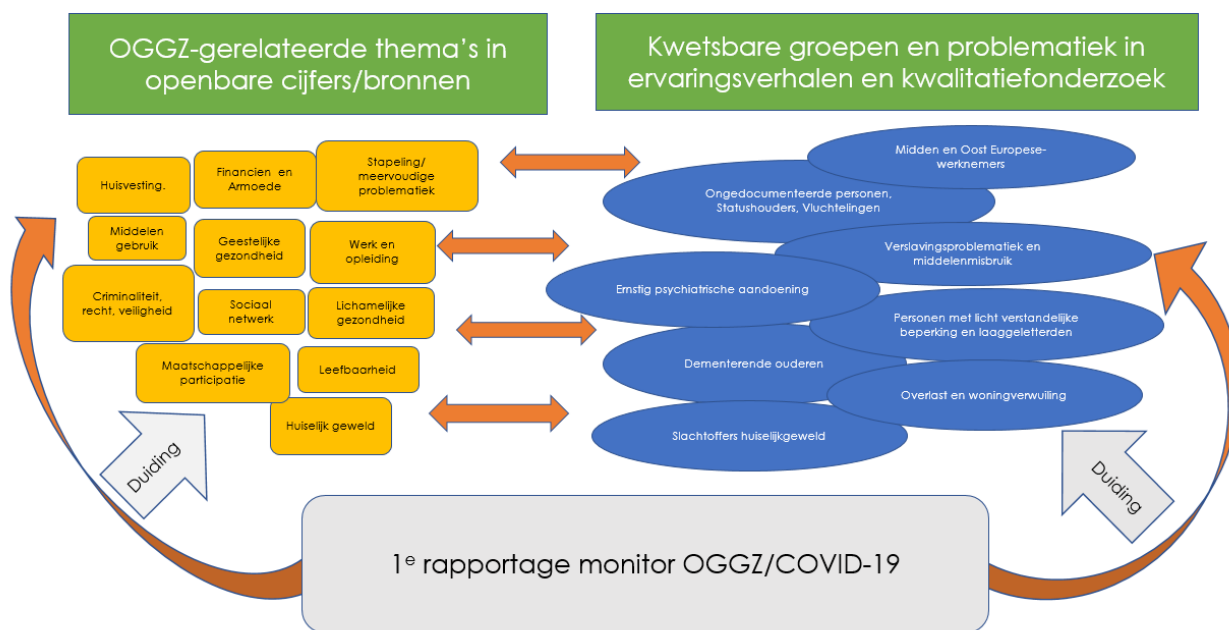 OGGZ-gerelateerde thema's in
openbare cijfers/bronnen
Kwetsbare groepen en problematiek in
ervaringsverhalen en kwalitatiefonderzoek
Huisvesting.
Financien en
Armoede
Stapeling/
meervoudige
problematiek
Middelen
gebruik
Geestelijke
gezondheid
Werk en
opleiding
Criminaliteit,
recht, veiligheid
Sociaal
netwerk
Lichamelijke
gezondheid
Maatschappelijke
participatie
Leefbaarheid
Huiselijk geweld
Midden en Oost Europese-
werknemers
Ongedocumenteerde personen,
Statushouders, Vluchtelingen
Verslavingsproblematiek en
middelenmisbruik
Ernstig psychiatrische aandoening
Personen met licht verstandelijke
beperking en laaggeletterden
Dementerende ouderen
Overlast en woningverwuiling
Slachtoffers huiselijkgeweld
Duiding
Duiding
1e rapportage monitor OGGZ/COVID-19